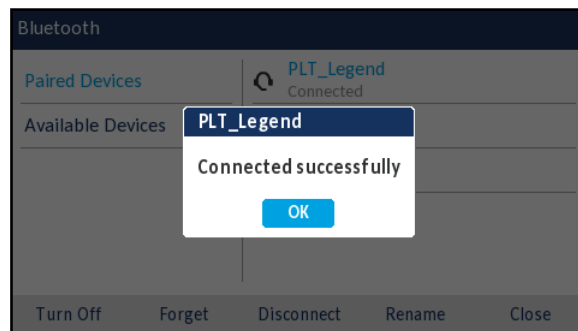 Bluetooth
Paired Devices
PLT_Legend
Connected
Available Devices
PLT_Legend
Connected successfully
OK
Turn Off Forget Disconnect Rename Close